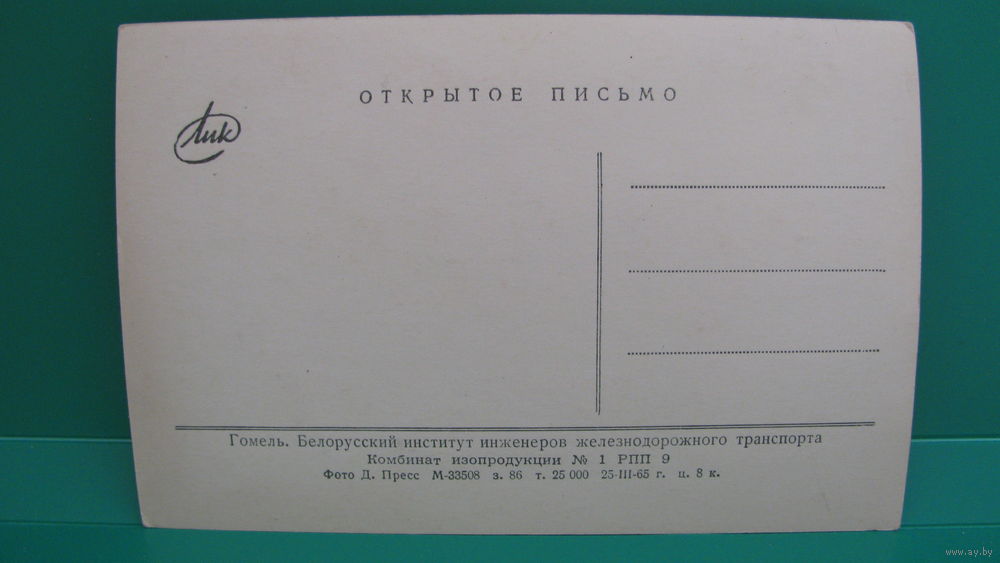 ОТКРЫТОЕ ПИСЬМО
Лик
Гомель. Белорусский институт инженеров железнодорожного транспорта
Комбинат изопродукции № 1 РПП 9
Фото Д. Пресс М-33508 з. 86 т. 25 000 25-III-65 г. ц. 8 к.
www.ay.by